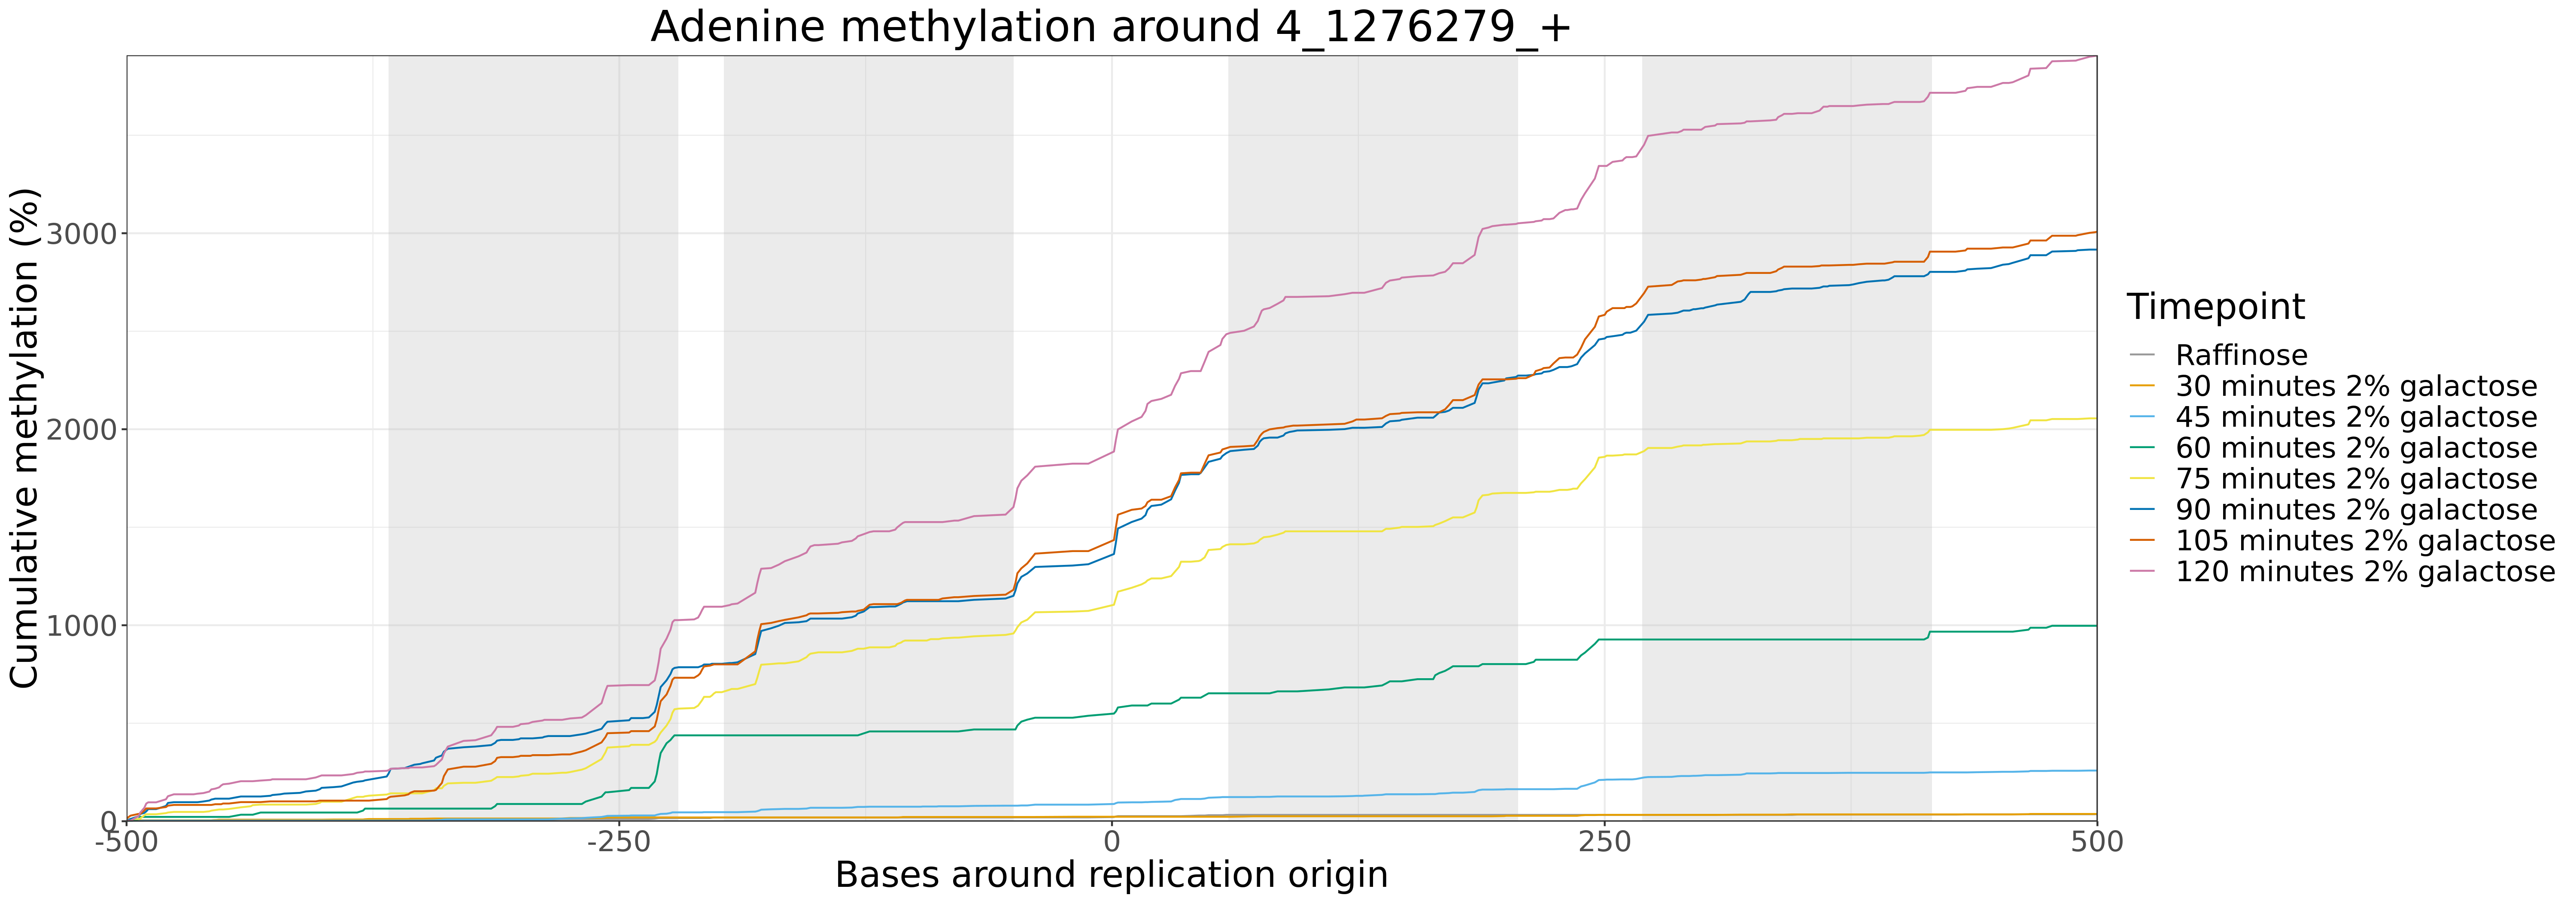 Adenine methylation around 4_1276279_+
Cumulative methylation (%)
3000
2000
1000
0
-500
-250
0
250
500
Bases around replication origin
Timepoint
Raffinose
30 minutes 2% galactose
45 minutes 2% galactose
60 minutes 2% galactose
75 minutes 2% galactose
90 minutes 2% galactose
105 minutes 2% galactose
120 minutes 2% galactose